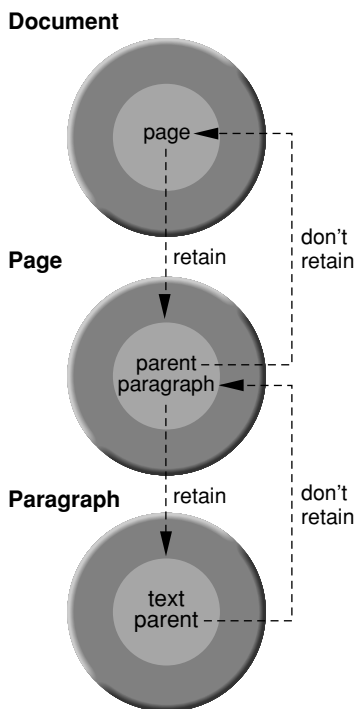 Document
page
retain
don't
retain
Page
parent
paragraph
retain
don't
retain
Paragraph
text
parent